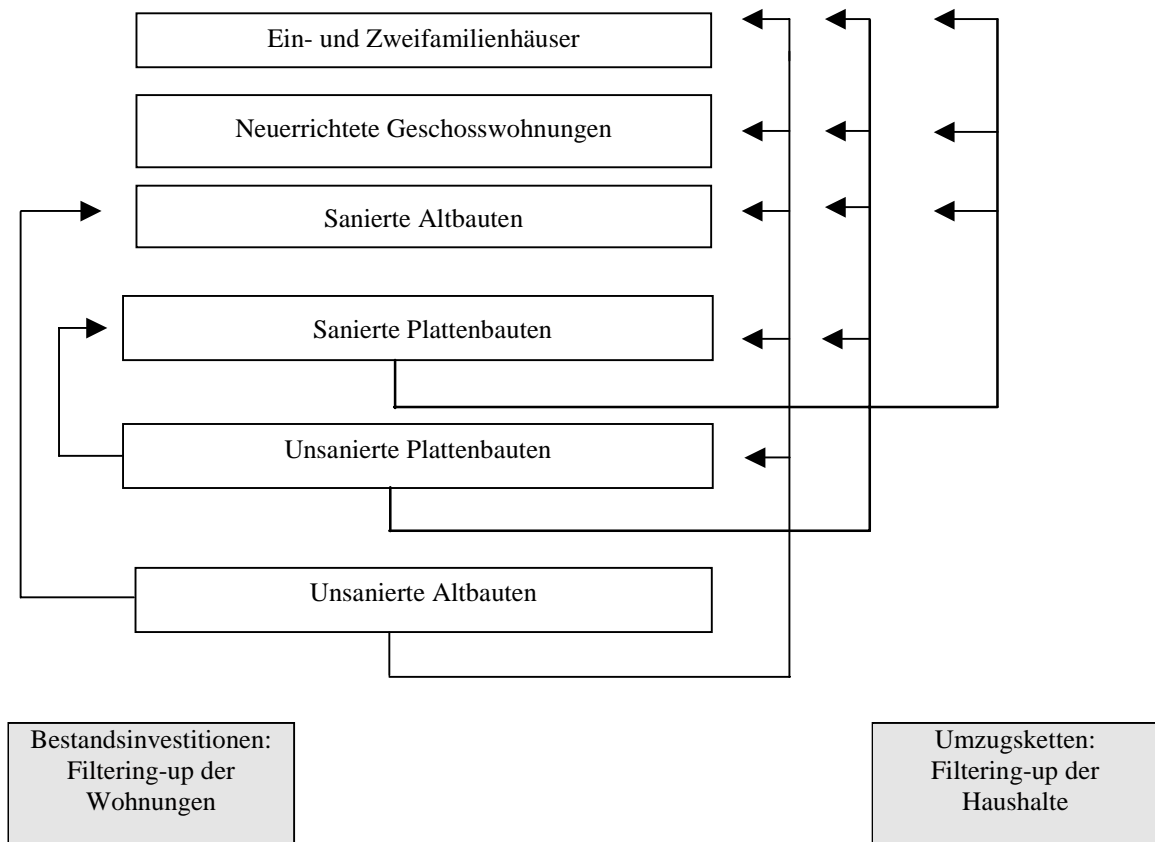 Ein- und Zweifamilienhäuser
Neuerrichtete Geschosswohnungen
Sanierte Altbauten
Sanierte Plattenbauten
Unsanierte Plattenbauten
Unsanierte Altbauten
Bestandsinvestitionen:
Filtering-up der
Wohnungen
Umzugsketten:
Filtering-up der
Haushalte